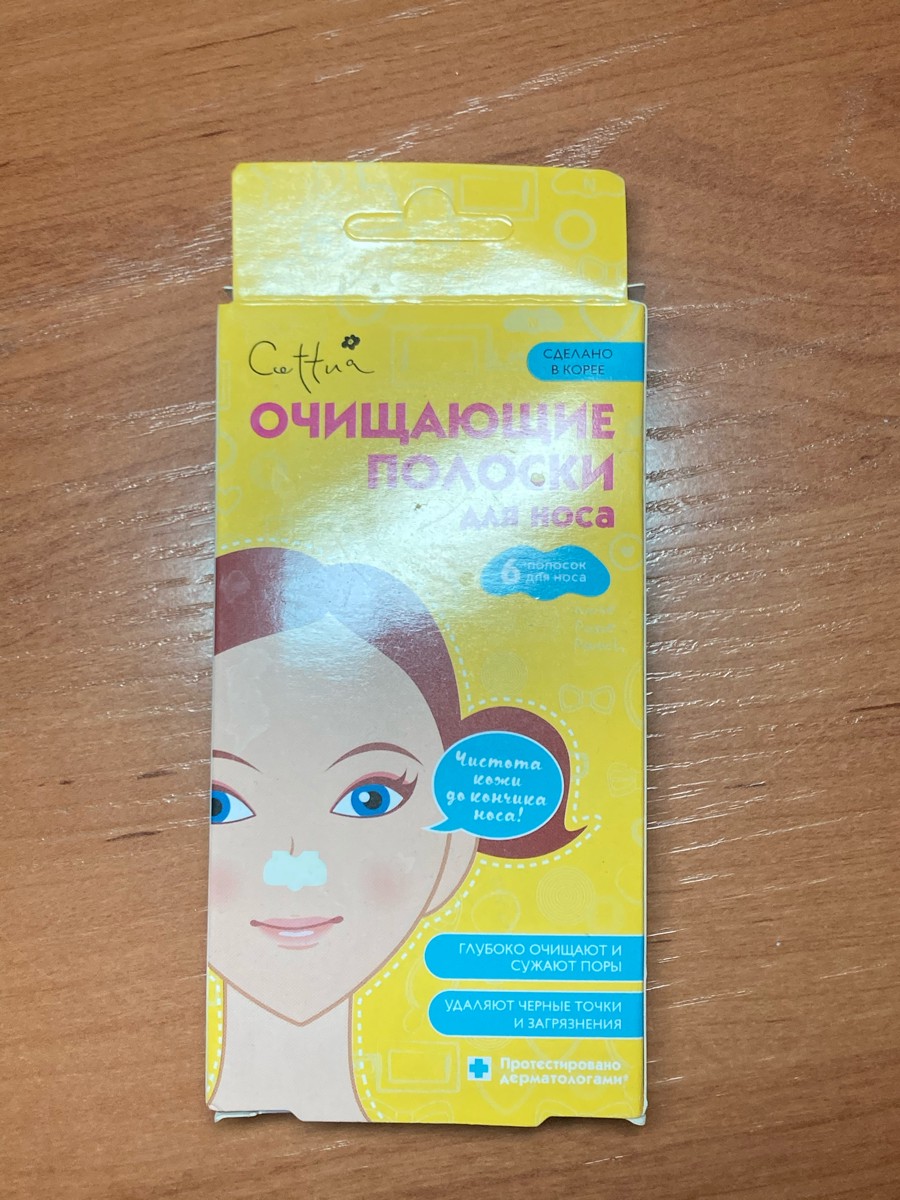 Cettua
СДЕЛАНО
В КОРЕЕ
ОЧИЩАЮЩИЕ
ПОЛОСКИ
для носа
6 полосок
для носа
Чистота
кожи
до кончика
носа!
ГЛУБОКО ОЧИЩАЮТ И
СУЖАЮТ ПОРЫ
УДАЛЯЮТ ЧЕРНЫЕ ТОЧКИ
И ЗАГРЯЗНЕНИЯ
Протестировано
дерматологами*